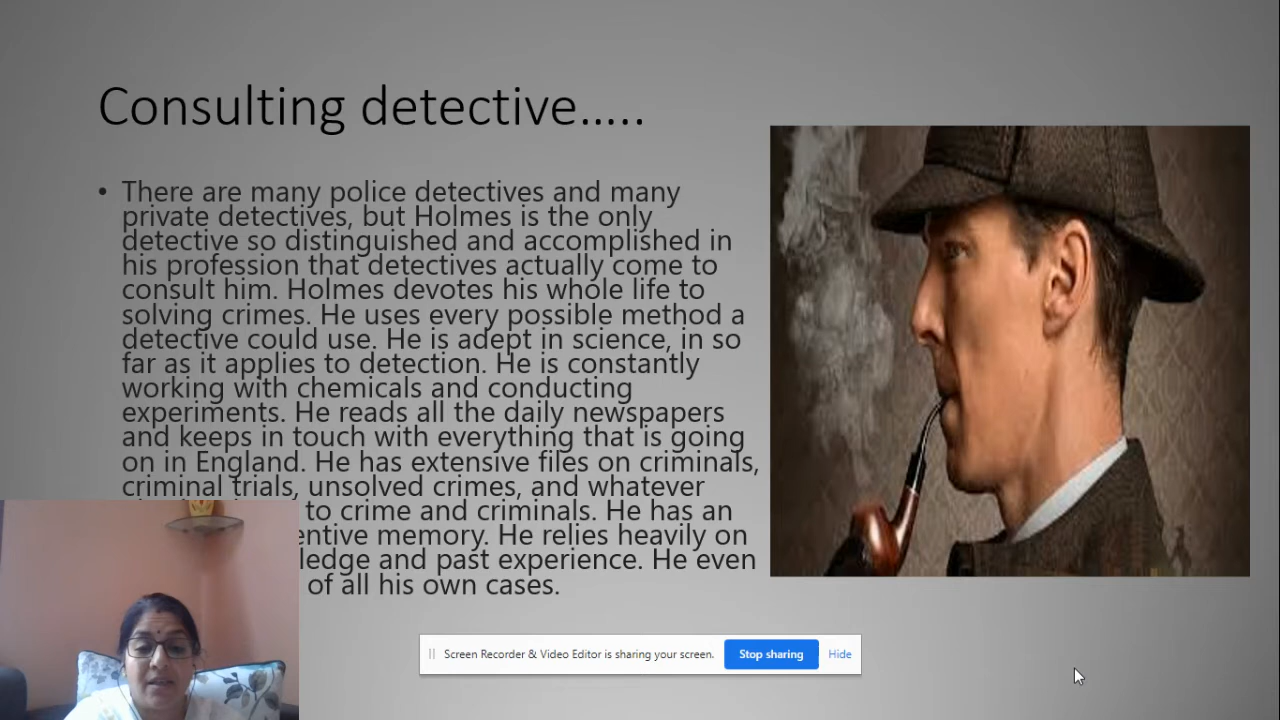 Consulting detective.....
• There are many police detectives and many
private detectives, but Holmes is the only
detective so distinguished and accomplished in
his profession that detectives actually come to
consult him. Holmes devotes his whole life to
solving crimes. He uses every possible method a
detective could use. He is adept in science, in so
far as it applies to detection. He is constantly
working with chemicals and conducting
experiments. He reads all the daily newspapers
and keeps in touch with everything that is going
on in England. He has extensive files on criminals,
criminal trials, unsolved crimes, and whatever
to crime and criminals. He has an
entive memory. He relies heavily on
ledge and past experience. He even
of all his own cases.
Screen Recorder & Video Editor is sharing your screen. Stop sharing Hide